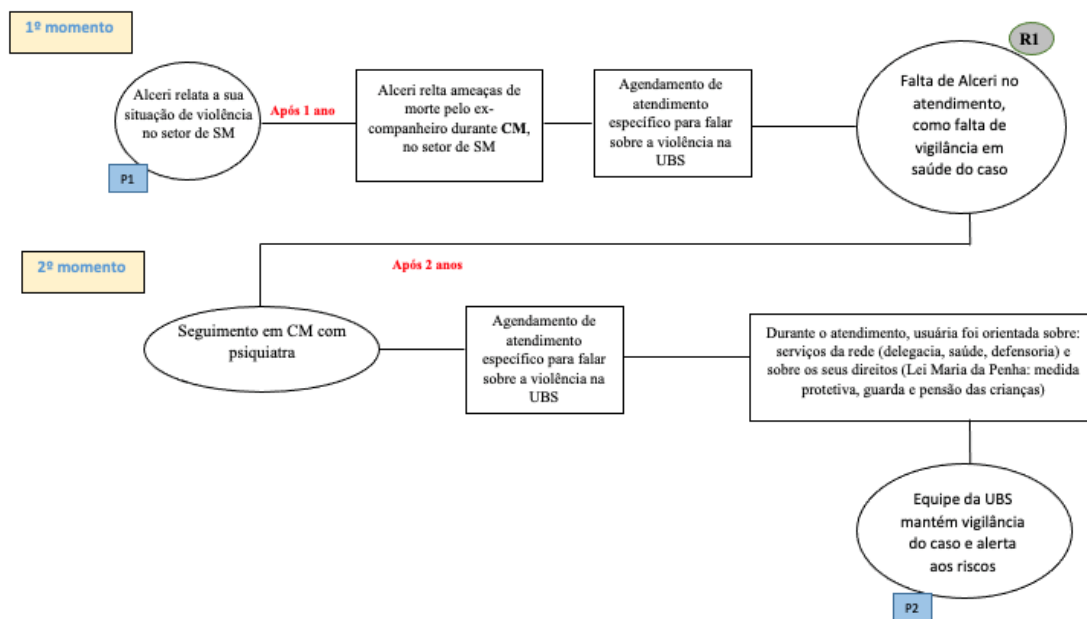 1º momento
R1
Alceri relata a sua
situação de violência
no setor de SM
P1
Após 1 ano
Alceri relta ameaças de
morte pelo ex-
companheiro durante CM,
no setor de SM
Agendamento de
atendimento
específico para falar
sobre a violência na
UBS
Falta de Alceri no
atendimento,
como falta de
vigilância em
saúde do caso
2º momento
Após 2 anos
Seguimento em CM com
psiquiatra
Agendamento de
atendimento
específico para falar
sobre a violência na
UBS
Durante o atendimento, usuária foi orientada sobre:
serviços da rede (delegacia, saúde, defensoria) e
sobre os seus direitos (Lei Maria da Penha: medida
protetiva, guarda e pensão das crianças)
Equipe da UBS
mantém vigilância
do caso e alerta
aos riscos
P2